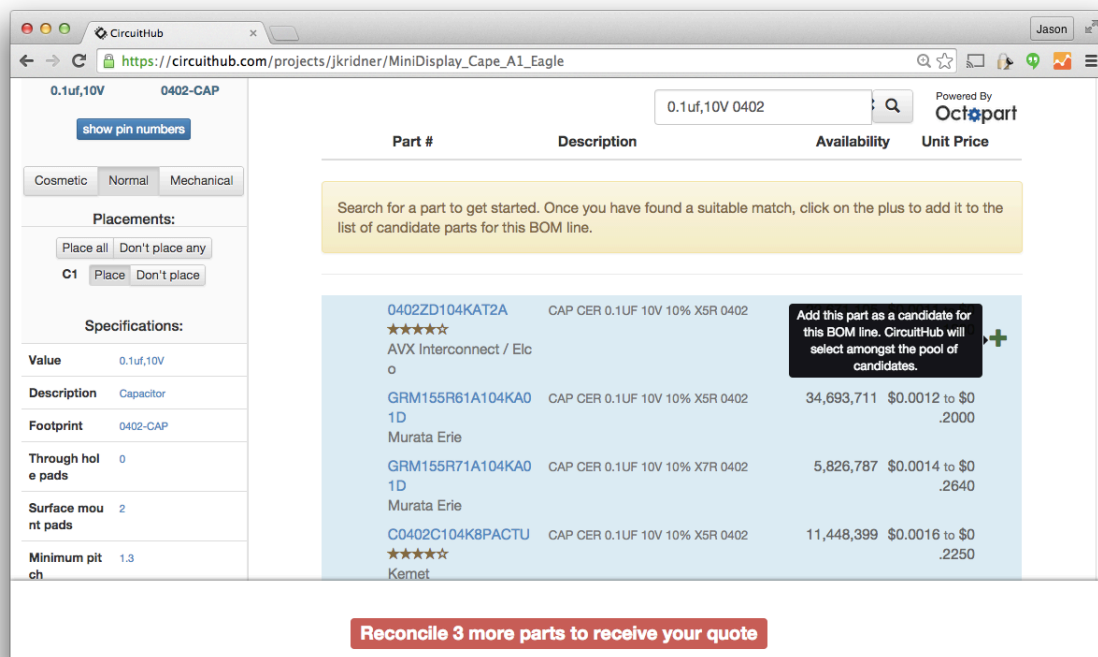 CircuitHub
Jason
https://circuithub.com/projects/jkridner/MiniDisplay_Cape_A1_Eagle
0.1uf,10V 0402-CAP
show pin numbers
Cosmetic Normal Mechanical
Placements:
Place all Don't place any
C1 Place Don't place
Specifications:
Value 0.1uf,10V
Description Capacitor
Footprint 0402-CAP
Through hol
e pads 0
Surface mou
nt pads 2
Minimum pit
ch 1.3
0.1uf,10V 0402
Powered By
Octopart
Part # Description Availability Unit Price
Search for a part to get started. Once you have found a suitable match, click on the plus to add it to the
list of candidate parts for this BOM line.
0402ZD104KAT2A CAP CER 0.1UF 10V 10% X5R 0402
AVX Interconnect / Elc
o
Add this part as a candidate for
this BOM line. CircuitHub will
select amongst the pool of
candidates.
GRM155R61A104KA0 CAP CER 0.1UF 10V 10% X5R 0402 34,693,711 $0.0012 to $0
1D .2000
Murata Erie
GRM155R71A104KA0 CAP CER 0.1UF 10V 10% X7R 0402 5,826,787 $0.0014 to $0
1D .2640
Murata Erie
C0402C104K8PACTU CAP CER 0.1UF 10V 10% X5R 0402 11,448,399 $0.0016 to $0
.2250
Kemet
Reconcile 3 more parts to receive your quote